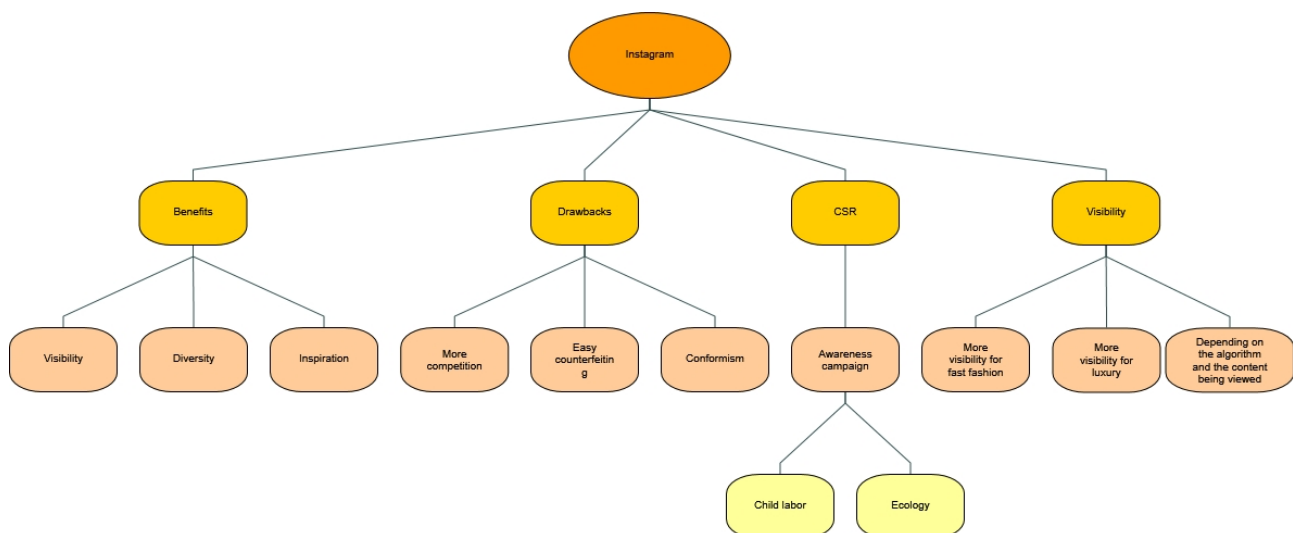 Instagram
Benefits
Drawbacks
CSR
Visibility
Visibility
Diversity
Inspiration
More
competition
Easy
counterfeitin
g
Conformism
Awareness
campaign
More
visibility for
fast fashion
More
visibility for
luxury
Depending on
the algorithm
and the content
being viewed
Child labor
Ecology